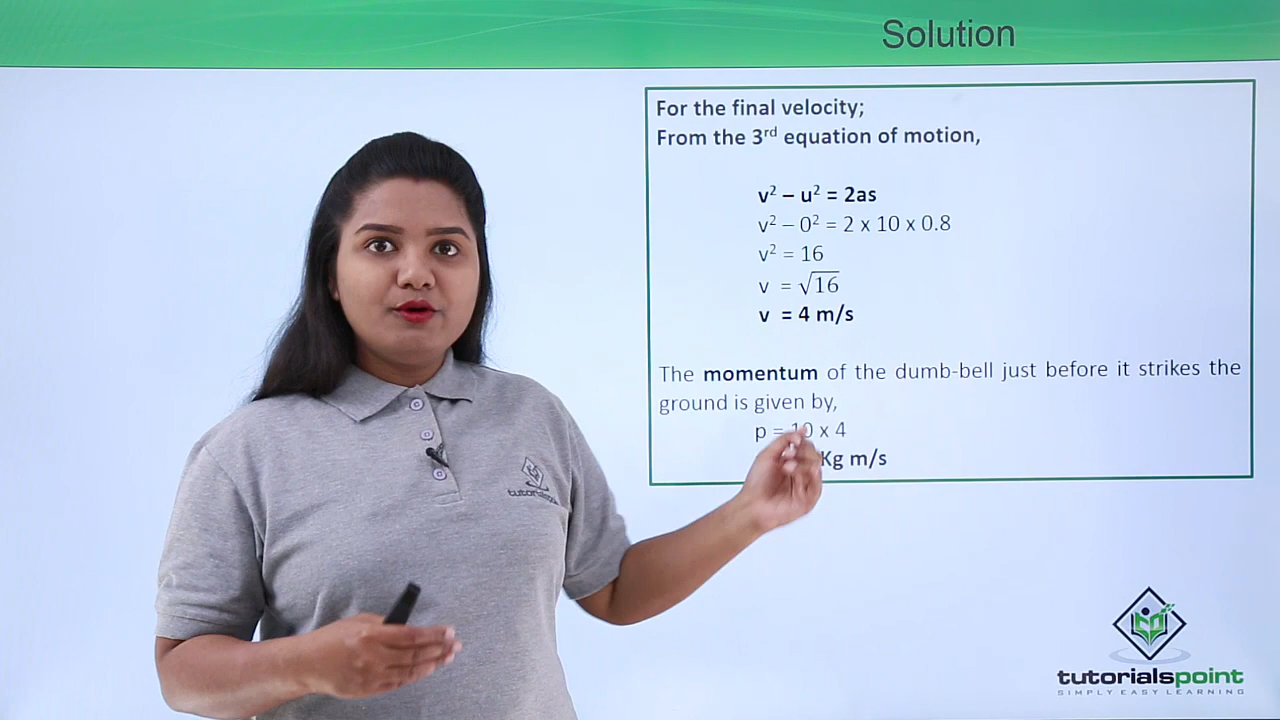 Solution
For the final velocity;
From the 3rd equation of motion,
v² – u² = 2as
v² – 0² = 2 x 10 x 0.8
v² = 16
v = √16
v = 4 m/s
The momentum of the dumb-bell just before it strikes the
ground is given by,
p = 10 x 4
Kg m/s
tutorialspoint
SIMPLY EASY LEARNING